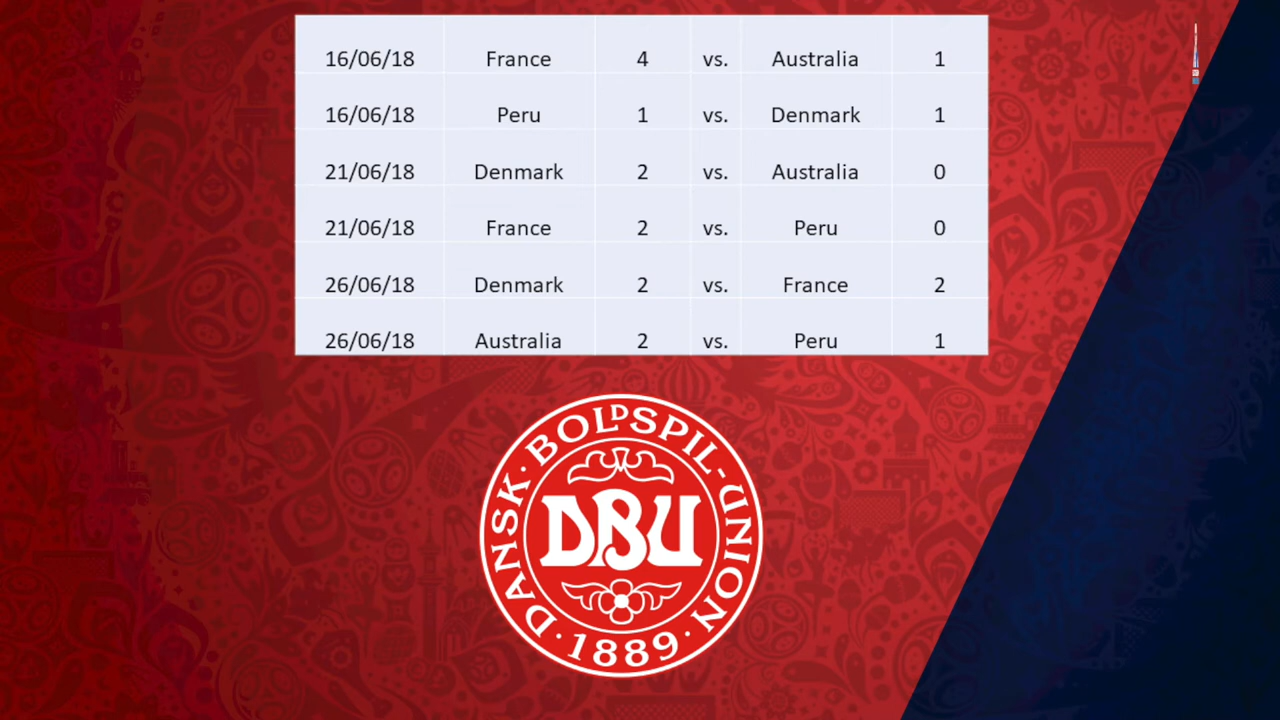 16/06/18 France 4 vs. Australia 1
16/06/18 Peru 1 vs. Denmark 1
21/06/18 Denmark 2 vs. Australia 0
21/06/18 France 2 vs. Peru 0
26/06/18 Denmark 2 vs. France 2
26/06/18 Australia 2 vs. Peru 1
DANSK · BOLDSPIL-UNION
DBU
· 1889 ·